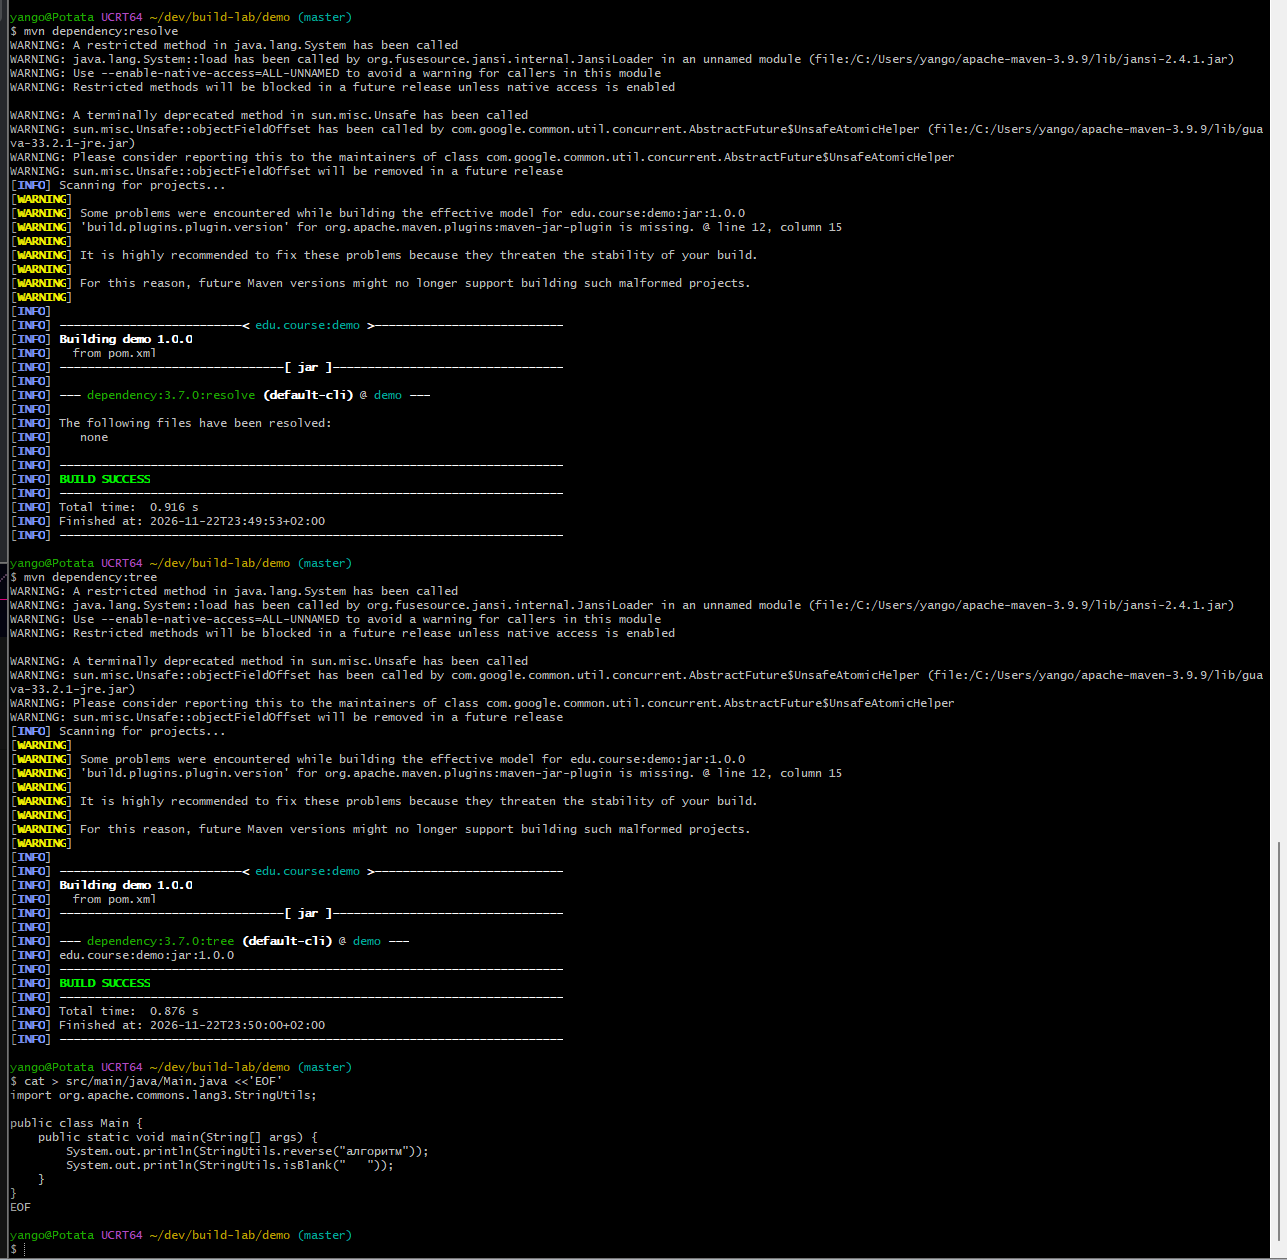 yango@Potata UCRT64 ~/dev/build-lab/demo (master)
$ mvn dependency:resolve
WARNING: A restricted method in java.lang.System has been called
WARNING: java.lang.System::load has been called by org.fusesource.jansi.internal.JansiLoader in an unnamed module (file:/C:/Users/yango/apache-maven-3.9.9/lib/jansi-2.4.1.jar)
WARNING: Use --enable-native-access=ALL-UNNAMED to avoid a warning for callers in this module
WARNING: Restricted methods will be blocked in a future release unless native access is enabled

WARNING: A terminally deprecated method in sun.misc.Unsafe has been called
WARNING: sun.misc.Unsafe::objectFieldOffset has been called by com.google.common.util.concurrent.AbstractFuture$UnsafeAtomicHelper (file:/C:/Users/yango/apache-maven-3.9.9/lib/gua
va-33.2.1-jre.jar)
WARNING: Please consider reporting this to the maintainers of class com.google.common.util.concurrent.AbstractFuture$UnsafeAtomicHelper
WARNING: sun.misc.Unsafe::objectFieldOffset will be removed in a future release
[INFO] Scanning for projects...
[WARNING]
[WARNING] Some problems were encountered while building the effective model for edu.course:demo:jar:1.0.0
[WARNING] 'build.plugins.plugin.version' for org.apache.maven.plugins:maven-jar-plugin is missing. @ line 12, column 15
[WARNING]
[WARNING] It is highly recommended to fix these problems because they threaten the stability of your build.
[WARNING]
[WARNING] For this reason, future Maven versions might no longer support building such malformed projects.
[WARNING]
[INFO]
[INFO] --------------------------< edu.course:demo >---------------------------
[INFO] Building demo 1.0.0
[INFO]   from pom.xml
[INFO] --------------------------------[ jar ]---------------------------------
[INFO]
[INFO] --- dependency:3.7.0:resolve (default-cli) @ demo ---
[INFO]
[INFO] The following files have been resolved:
[INFO]    none
[INFO]
[INFO] ------------------------------------------------------------------------
[INFO] BUILD SUCCESS
[INFO] ------------------------------------------------------------------------
[INFO] Total time:  0.916 s
[INFO] Finished at: 2026-11-22T23:49:53+02:00
[INFO] ------------------------------------------------------------------------

yango@Potata UCRT64 ~/dev/build-lab/demo (master)
$ mvn dependency:tree
WARNING: A restricted method in java.lang.System has been called
WARNING: java.lang.System::load has been called by org.fusesource.jansi.internal.JansiLoader in an unnamed module (file:/C:/Users/yango/apache-maven-3.9.9/lib/jansi-2.4.1.jar)
WARNING: Use --enable-native-access=ALL-UNNAMED to avoid a warning for callers in this module
WARNING: Restricted methods will be blocked in a future release unless native access is enabled

WARNING: A terminally deprecated method in sun.misc.Unsafe has been called
WARNING: sun.misc.Unsafe::objectFieldOffset has been called by com.google.common.util.concurrent.AbstractFuture$UnsafeAtomicHelper (file:/C:/Users/yango/apache-maven-3.9.9/lib/gua
va-33.2.1-jre.jar)
WARNING: Please consider reporting this to the maintainers of class com.google.common.util.concurrent.AbstractFuture$UnsafeAtomicHelper
WARNING: sun.misc.Unsafe::objectFieldOffset will be removed in a future release
[INFO] Scanning for projects...
[WARNING]
[WARNING] Some problems were encountered while building the effective model for edu.course:demo:jar:1.0.0
[WARNING] 'build.plugins.plugin.version' for org.apache.maven.plugins:maven-jar-plugin is missing. @ line 12, column 15
[WARNING]
[WARNING] It is highly recommended to fix these problems because they threaten the stability of your build.
[WARNING]
[WARNING] For this reason, future Maven versions might no longer support building such malformed projects.
[WARNING]
[INFO]
[INFO] --------------------------< edu.course:demo >---------------------------
[INFO] Building demo 1.0.0
[INFO]   from pom.xml
[INFO] --------------------------------[ jar ]---------------------------------
[INFO]
[INFO] --- dependency:3.7.0:tree (default-cli) @ demo ---
[INFO] edu.course:demo:jar:1.0.0
[INFO] ------------------------------------------------------------------------
[INFO] BUILD SUCCESS
[INFO] ------------------------------------------------------------------------
[INFO] Total time:  0.876 s
[INFO] Finished at: 2026-11-22T23:50:00+02:00
[INFO] ------------------------------------------------------------------------

yango@Potata UCRT64 ~/dev/build-lab/demo (master)
$ cat > src/main/java/Main.java <<'EOF'
import org.apache.commons.lang3.StringUtils;

public class Main {
    public static void main(String[] args) {
        System.out.println(StringUtils.reverse("алгоритм"));
        System.out.println(StringUtils.isBlank("   "));
    }
}
EOF

yango@Potata UCRT64 ~/dev/build-lab/demo (master)
$